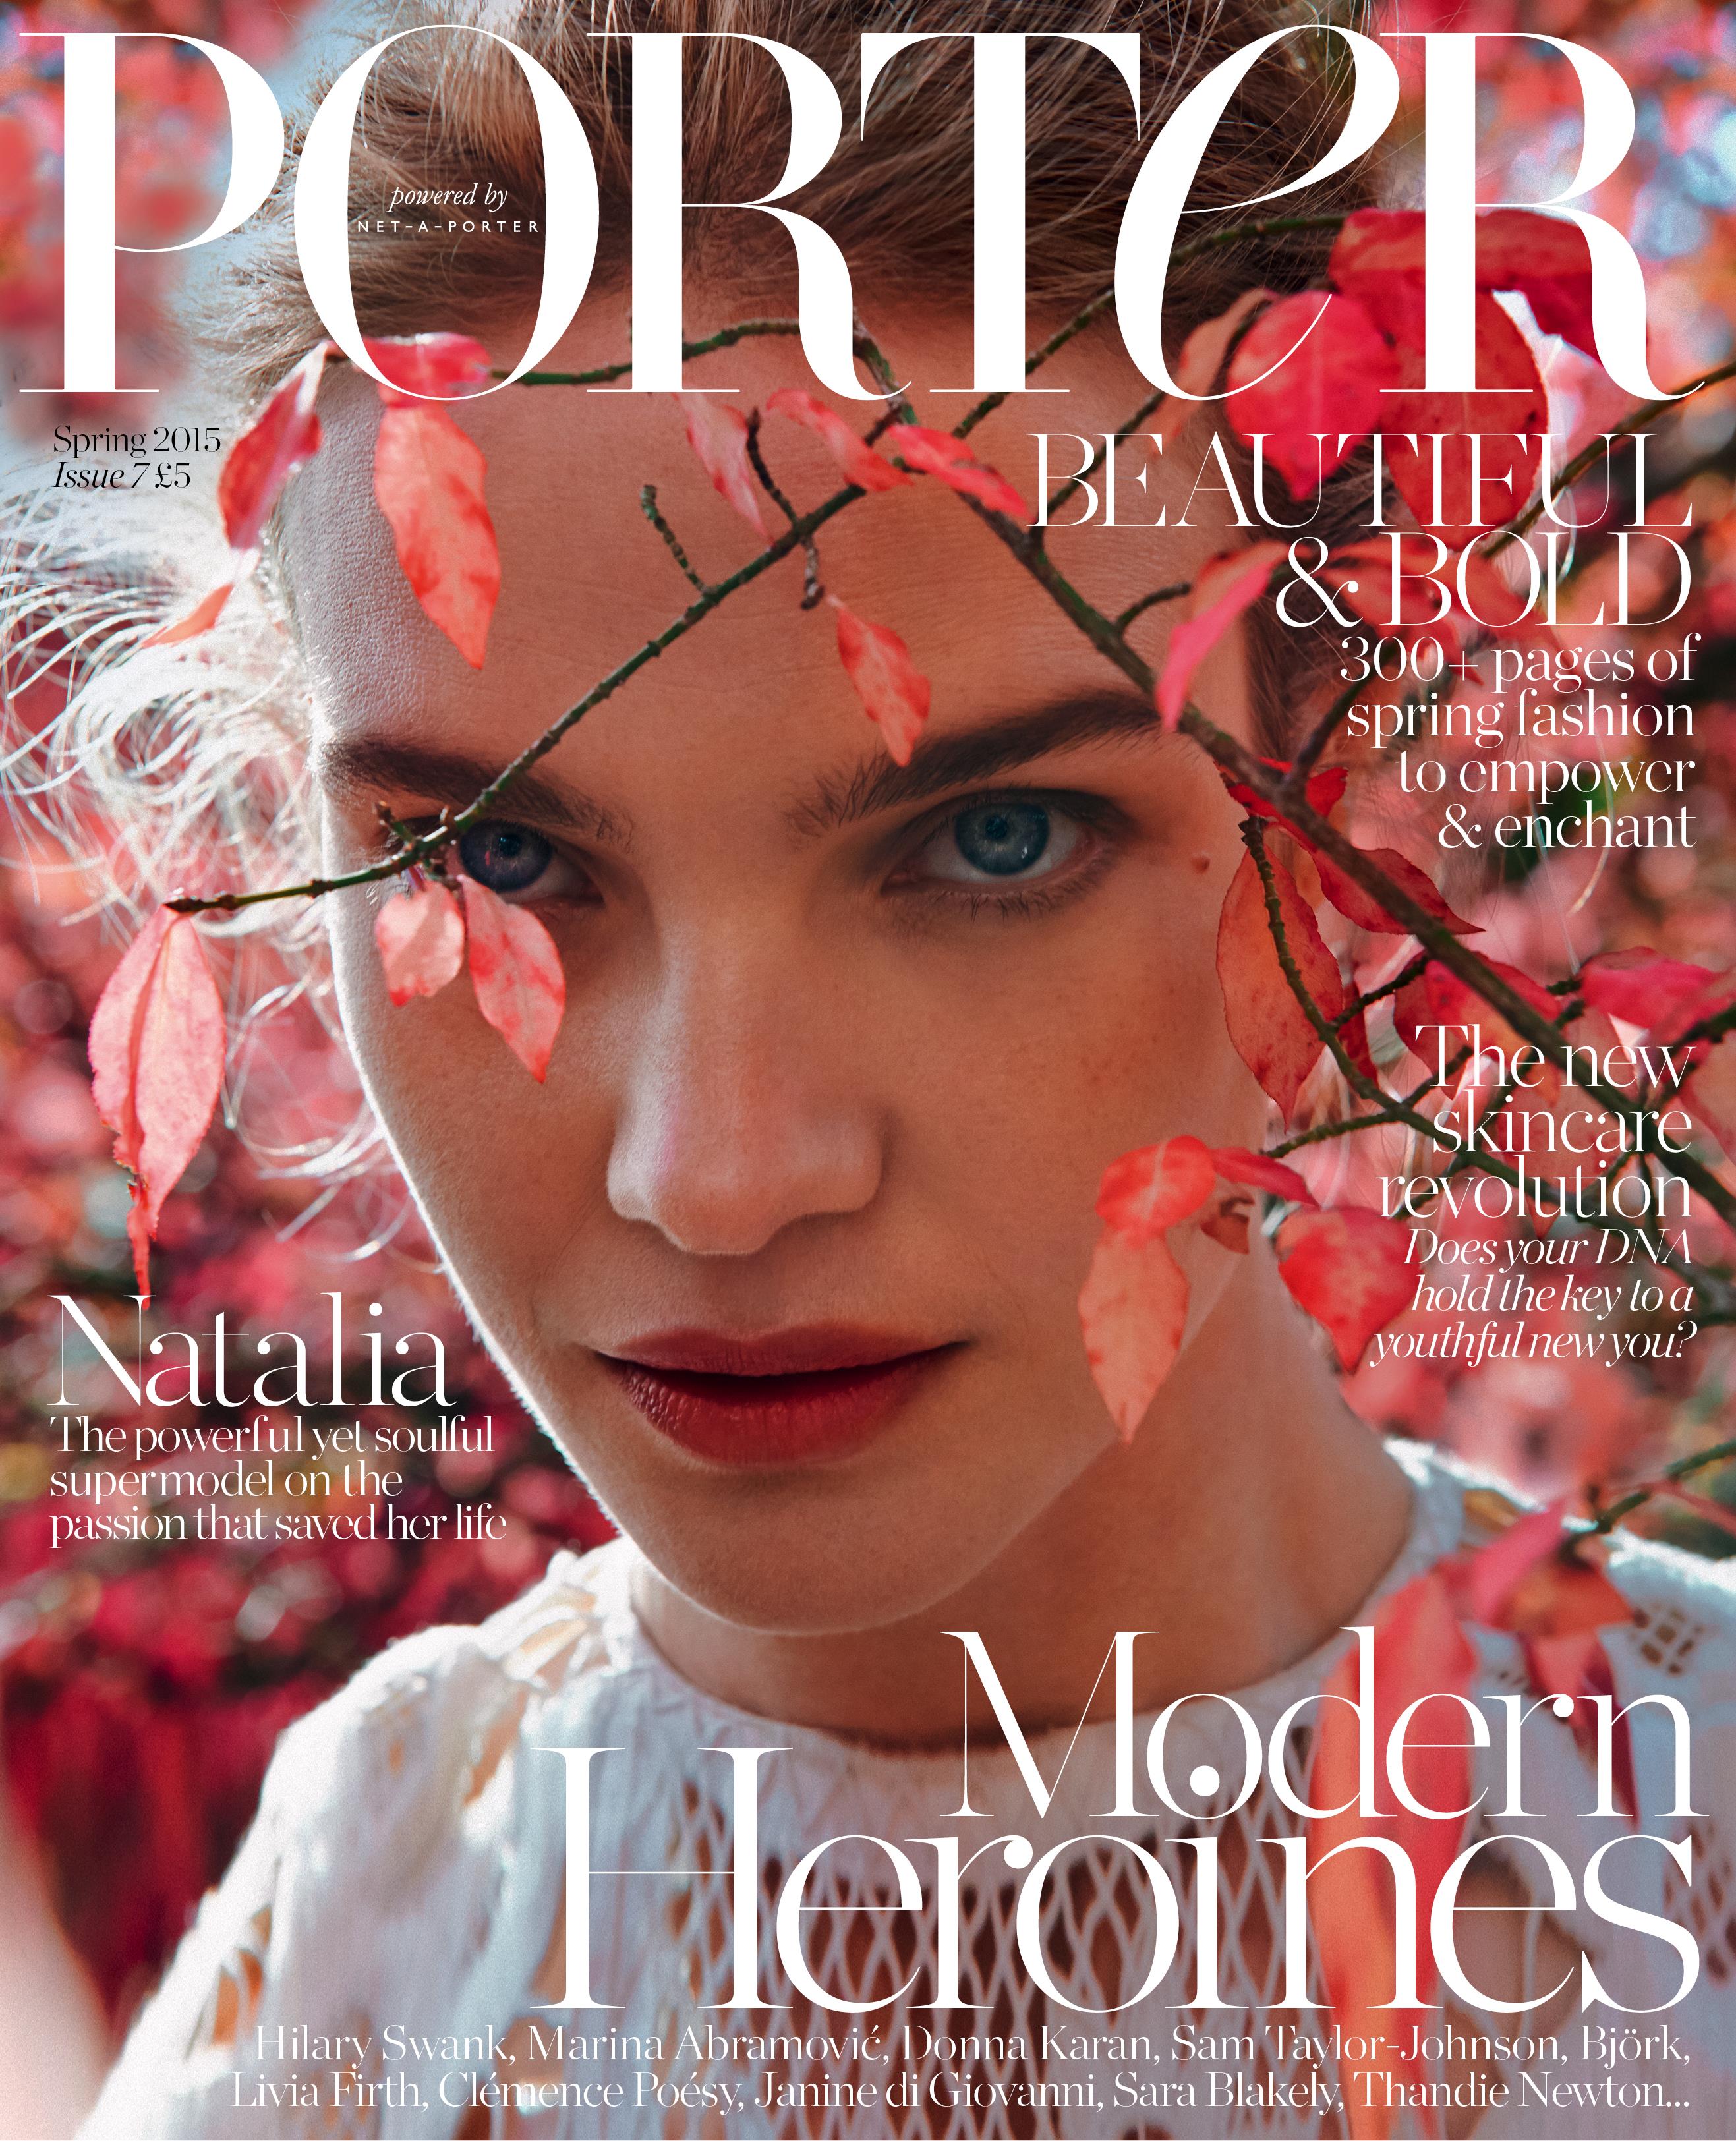 PORTeR
powered by
NET-A-PORTER
Spring 2015
Issue 7 £5
BEAUTIFUL
& BOLD
300+ pages of
spring fashion
to empower
& enchant
The new
skincare
revolution
Does your DNA
hold the key to a
youthful new you?
Natalia
The powerful yet soulful
supermodel on the
passion that saved her life
Modern
Heroines
Hilary Swank, Marina Abramović, Donna Karan, Sam Taylor-Johnson, Björk,
Livia Firth, Clémence Poésy, Janine di Giovanni, Sara Blakely, Thandie Newton...